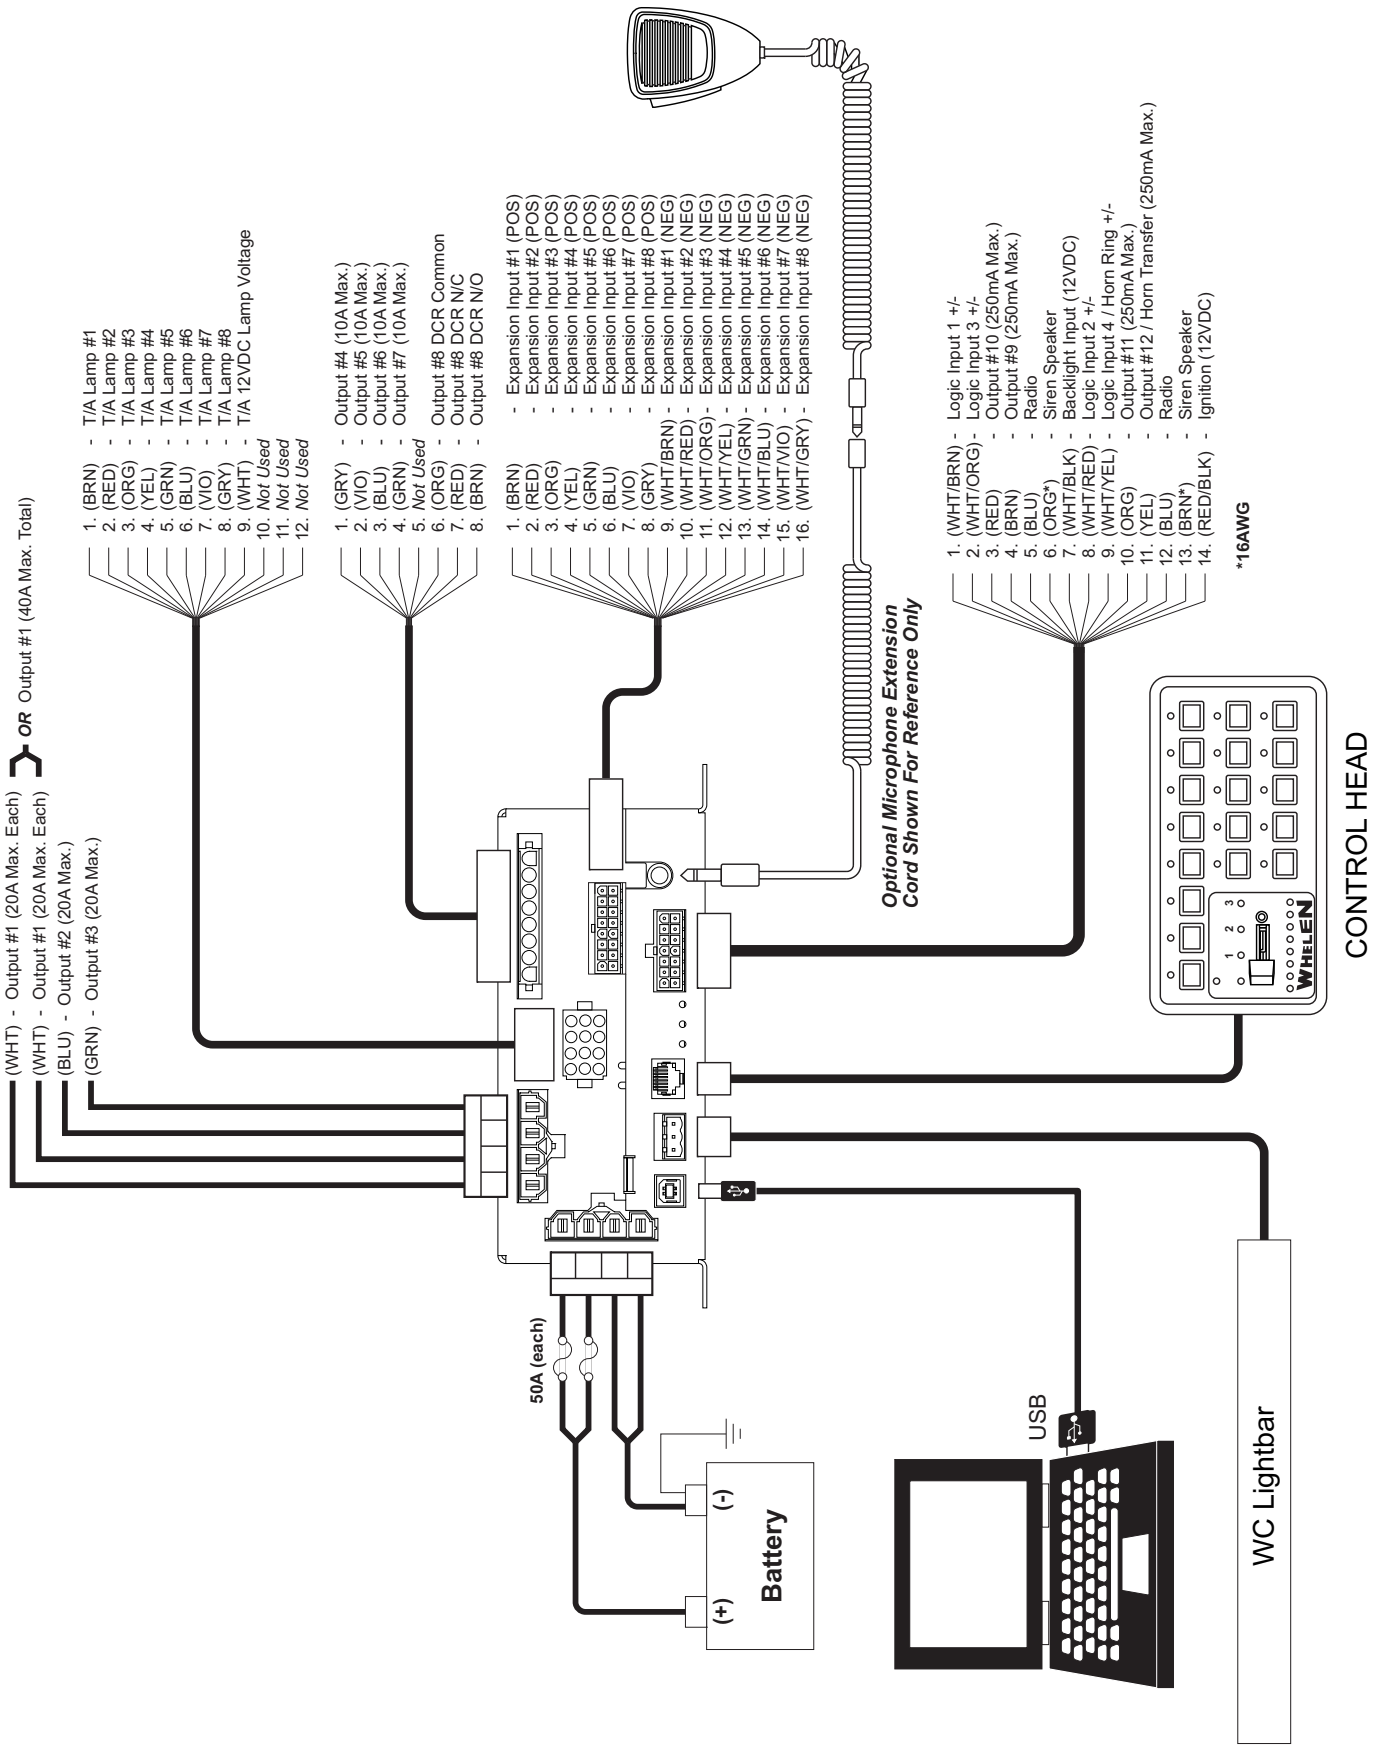 (WHT) - Output #1 (20A Max. Each)
(WHT) - Output #1 (20A Max. Each)
OR Output #1 (40A Max. Total)
(BLU) - Output #2 (20A Max.)
(GRN) - Output #3 (20A Max.)
1. (BRN) - T/A Lamp #1
2. (RED) - T/A Lamp #2
3. (ORG) - T/A Lamp #3
4. (YEL) - T/A Lamp #4
5. (GRN) - T/A Lamp #5
6. (BLU) - T/A Lamp #6
7. (VIO) - T/A Lamp #7
8. (GRY) - T/A Lamp #8
9. (WHT) - T/A 12VDC Lamp Voltage
10. Not Used
11. Not Used
12. Not Used
1. (GRY) - Output #4 (10A Max.)
2. (VIO) - Output #5 (10A Max.)
3. (BLU) - Output #6 (10A Max.)
4. (GRN) - Output #7 (10A Max.)
5. Not Used
6. (ORG) - Output #8 DCR Common
7. (RED) - Output #8 DCR N/C
8. (BRN) - Output #8 DCR N/O
1. (BRN) - Expansion Input #1 (POS)
2. (RED) - Expansion Input #2 (POS)
3. (ORG) - Expansion Input #3 (POS)
4. (YEL) - Expansion Input #4 (POS)
5. (GRN) - Expansion Input #5 (POS)
6. (BLU) - Expansion Input #6 (POS)
7. (VIO) - Expansion Input #7 (POS)
8. (GRY) - Expansion Input #8 (POS)
9. (WHT/BRN) - Expansion Input #1 (NEG)
10. (WHT/RED) - Expansion Input #2 (NEG)
11. (WHT/ORG) - Expansion Input #3 (NEG)
12. (WHT/YEL) - Expansion Input #4 (NEG)
13. (WHT/GRN) - Expansion Input #5 (NEG)
14. (WHT/BLU) - Expansion Input #6 (NEG)
15. (WHT/VIO) - Expansion Input #7 (NEG)
16. (WHT/GRY) - Expansion Input #8 (NEG)
Optional Microphone Extension
Cord Shown For Reference Only
1. (WHT/BRN) - Logic Input 1 +/-
2. (WHT/ORG) - Logic Input 3 +/-
3. (RED) - Output #10 (250mA Max.)
4. (BRN) - Output #9 (250mA Max.)
5. (BLU) - Radio
6. (ORG*) - Siren Speaker
7. (WHT/BLK) - Backlight Input (12VDC)
8. (WHT/RED) - Logic Input 2 +/-
9. (WHT/YEL) - Logic Input 4 / Horn Ring +/-
10. (ORG) - Output #11 (250mA Max.)
11. (YEL) - Output #12 / Horn Transfer (250mA Max.)
12. (BLU) - Radio
13. (BRN*) - Siren Speaker
14. (RED/BLK) - Ignition (12VDC)
*16AWG
50A (each)
(+)
(-)
Battery
USB
1 2 3
WHELEN
CONTROL HEAD
WC Lightbar